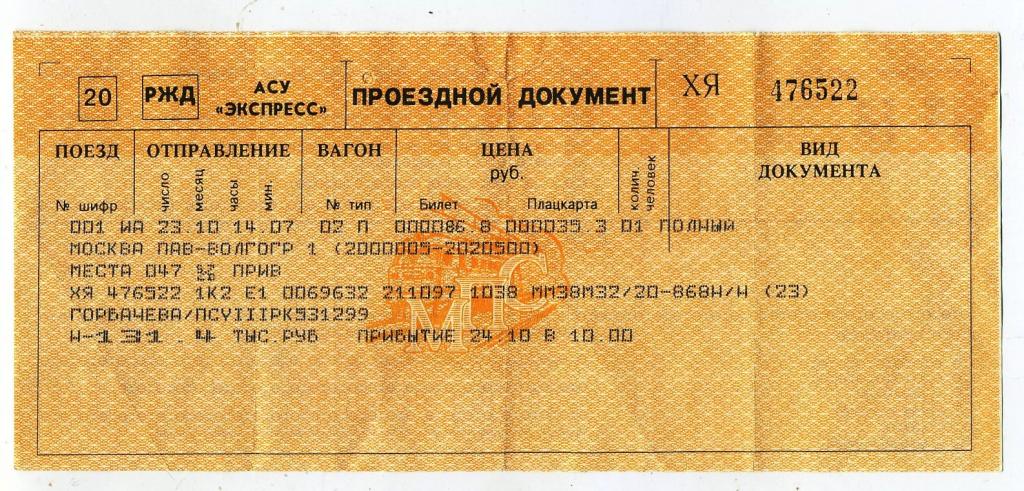 20 РЖД АСУ «ЭКСПРЕСС» ПРОЕЗДНОЙ ДОКУМЕНТ ХЯ 476522
ПОЕЗД ОТПРАВЛЕНИЕ ВАГОН ЦЕНА руб. колич. человек ВИД ДОКУМЕНТА
№ шифр число месяц часы мин. № тип Билет Плацкарта
001 ИА 23.10 14.07 02 П 000086.8 000035.3 01 ПОЛНЫЙ
МОСКВА ПАВ-ВОЛГОГР 1 (2000005-2020500)
МЕСТА 047 ПРИВ
ХЯ 476522 1К2 Е1 0069632 211097 1038 ММ38М32/20-868Н/Н (23)
ГОРБАЧЕВА/ПСУIIIРК531299
Н-131.4 ТЫС.РУБ ПРИБЫТИЕ 24.10 В 10.00
МПС